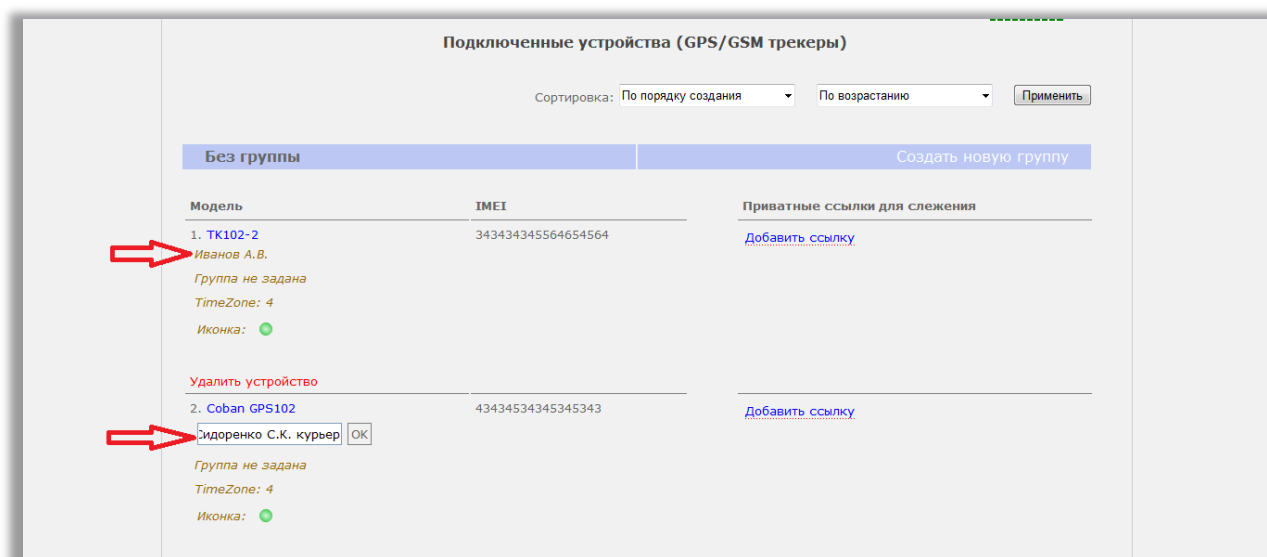 Подключенные устройства (GPS/GSM трекеры)
Сортировка: По порядку создания По возрастанию Применить
Без группы Создать новую группу
Модель IMEI Приватные ссылки для слежения
1. TK102-2 343434345564654564 Добавить ссылку
Иванов А.В.
Группа не задана
TimeZone: 4
Иконка:
Удалить устройство
2. Coban GPS102 43434534345345343 Добавить ссылку
Сидоренко С.К. курьер OK
Группа не задана
TimeZone: 4
Иконка: